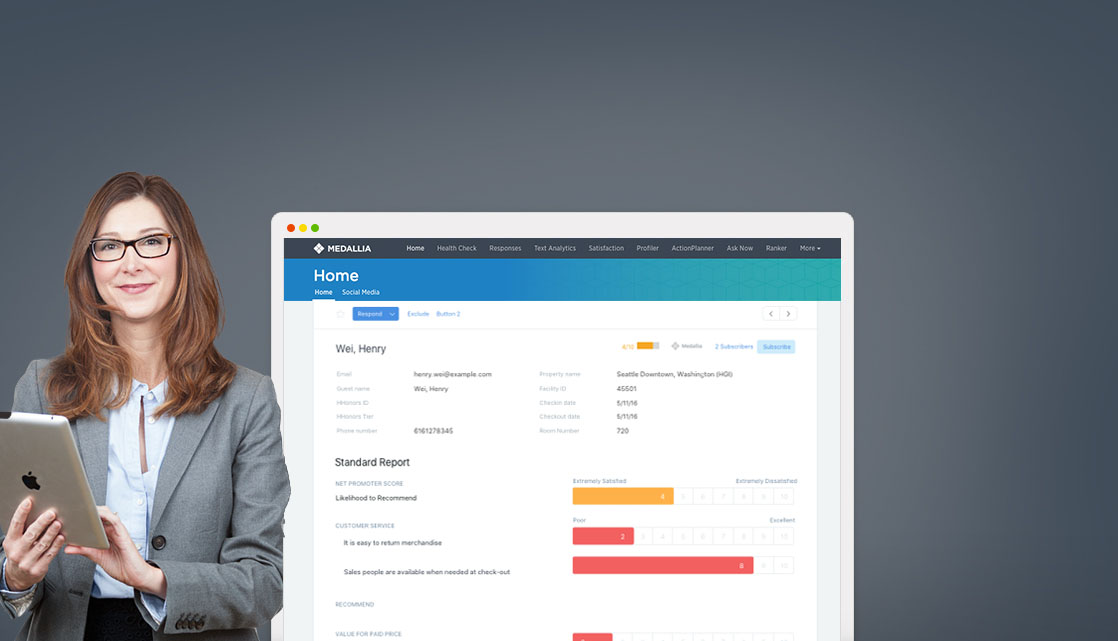 MEDALLIA Home Health Check Responses Text Analytics Satisfaction Profiler ActionPlanner Ask Now Ranker More
Home
Home Social Media
Respond Exclude Button 2
Wei, Henry 4/10 Medallia 2 Subscribers Subscribe
Email henry.wei@example.com Property name Seattle Downtown, Washington (HGI)
Guest name Wei, Henry Facility ID 45501
HHonors ID Checkin date 5/11/16
HHonors Tier Checkout date 5/11/16
Phone number 6161278345 Room Number 720
Standard Report
NET PROMOTER SCORE Extremely Satisfied Extremely Dissatisfied
Likelihood to Recommend 4 5 6 7 8 9 10
CUSTOMER SERVICE Poor Excellent
It is easy to return merchandise 2 3 4 5 6 7 8 9 10
Sales people are available when needed at check-out 8 9 10
RECOMMEND
VALUE FOR PAID PRICE